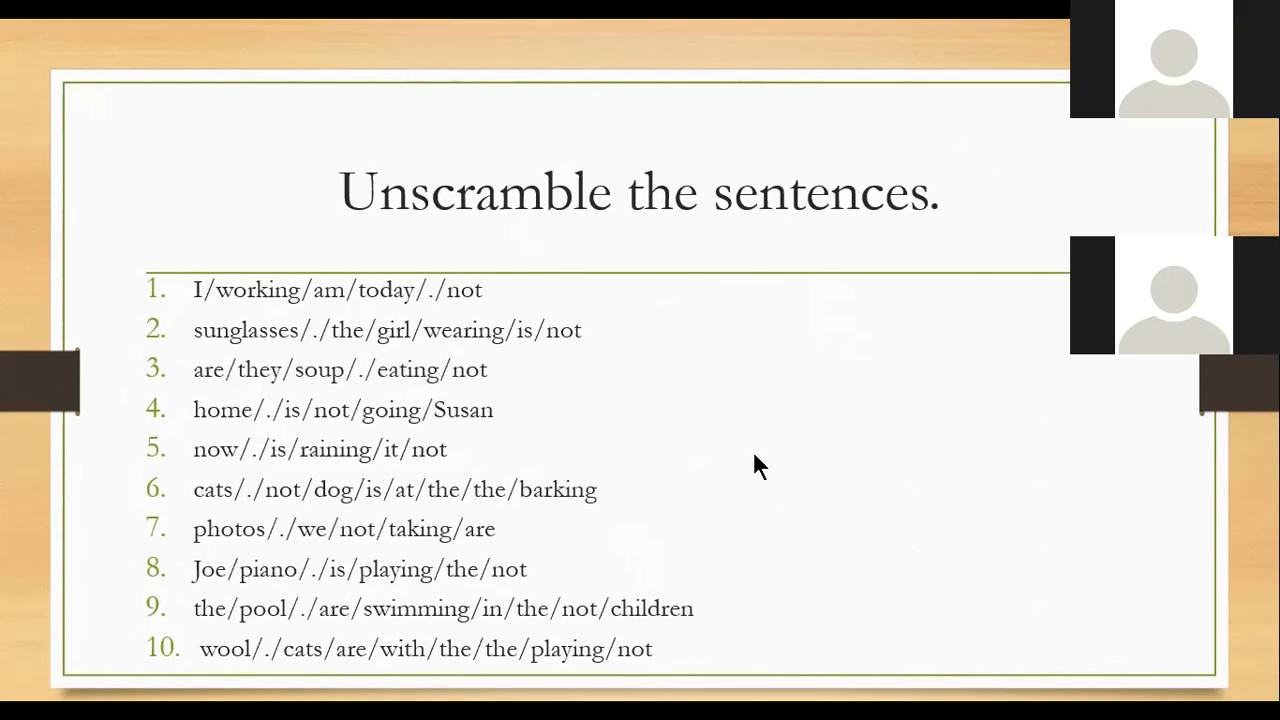 Unscramble the sentences.
1. I/working/am/today/./not
2. sunglasses/./the/girl/wearing/is/not
3. are/they/soup/./eating/not
4. home/./is/not/going/Susan
5. now/./is/raining/it/not
6. cats/./not/dog/is/at/the/the/barking
7. photos/./we/not/taking/are
8. Joe/piano/./is/playing/the/not
9. the/pool/./are/swimming/in/the/not/children
10. wool/./cats/are/with/the/the/playing/not